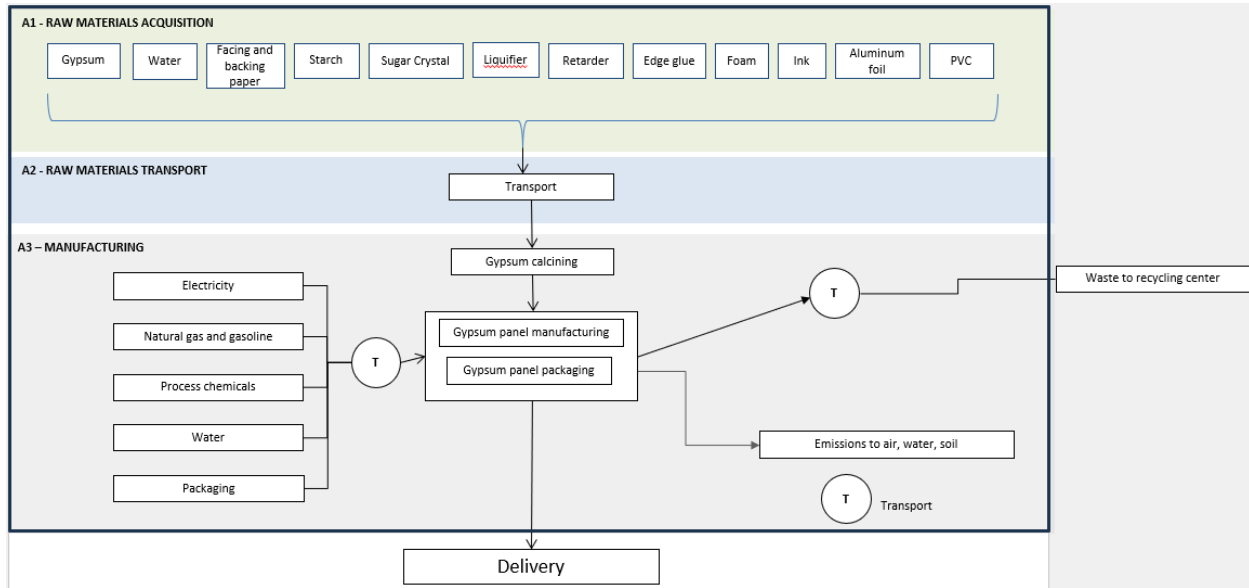 A1 - RAW MATERIALS ACQUISITION
Gypsum
Water
Facing and
backing
paper
Starch
Sugar Crystal
Liquifier
Retarder
Edge glue
Foam
Ink
Aluminum
foil
PVC
A2 - RAW MATERIALS TRANSPORT
Transport
A3 – MANUFACTURING
Gypsum calcining
Electricity
Natural gas and gasoline
Process chemicals
Water
Packaging
T
Gypsum panel manufacturing
Gypsum panel packaging
T
Waste to recycling center
Emissions to air, water, soil
T
Transport
Delivery